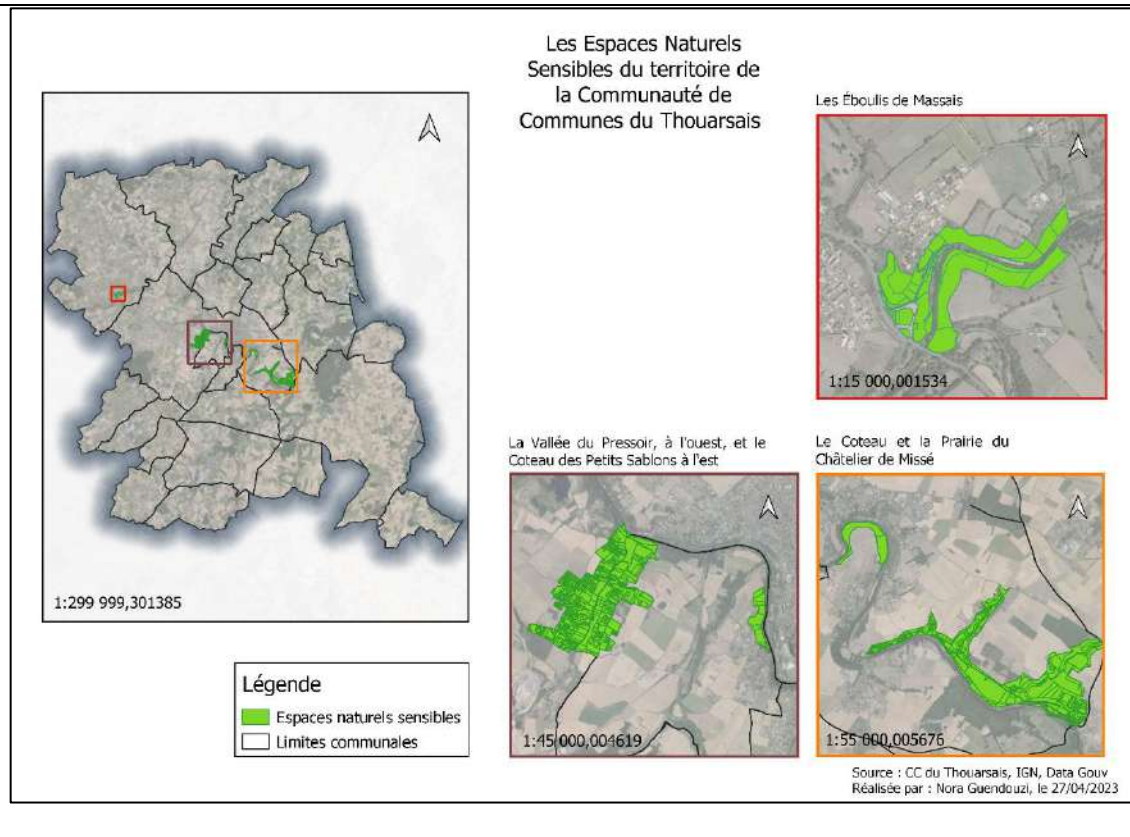 Les Espaces Naturels
Sensibles du territoire de
la Communauté de
Communes du Thouarsais
1:299 999,301385
Légende
Espaces naturels sensibles
Limites communales
Les Éboulis de Massais
1:15 000,001534
La Vallée du Pressoir, à l'ouest, et le
Coteau des Petits Sablons à l'est
1:45 000,004619
Le Coteau et la Prairie du
Châtelier de Missé
1:55 000,005676
Source : CC du Thouarsais, IGN, Data Gouv
Réalisée par : Nora Guendouzi, le 27/04/2023